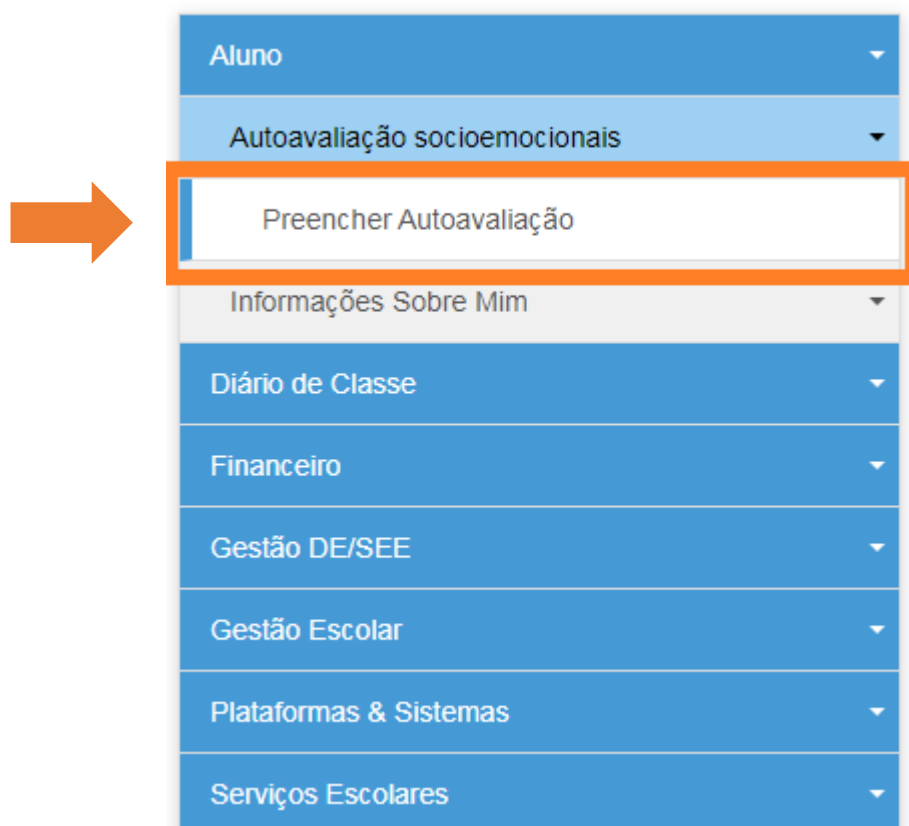 Aluno
Autoavaliação socioemocionais
Preencher Autoavaliação
Informações Sobre Mim
Diário de Classe
Financeiro
Gestão DE/SEE
Gestão Escolar
Plataformas & Sistemas
Serviços Escolares